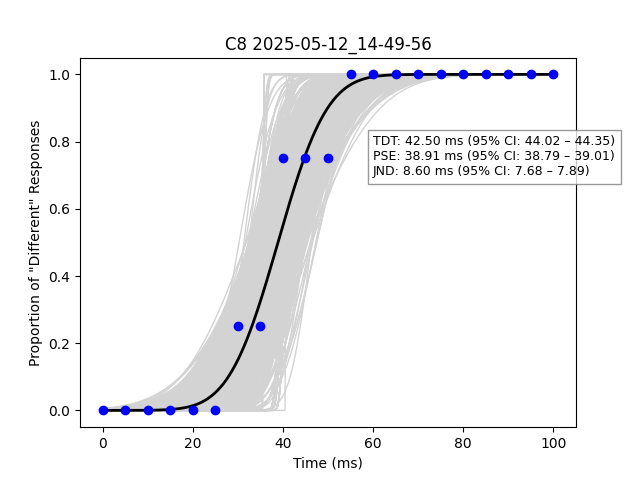 C8 2025-05-12_14-49-56
Proportion of "Different" Responses
1.0
0.8
0.6
0.4
0.2
0.0
TDT: 42.50 ms (95% CI: 44.02 – 44.35)
PSE: 38.91 ms (95% CI: 38.79 – 39.01)
JND: 8.60 ms (95% CI: 7.68 – 7.89)
0 20 40 60 80 100
Time (ms)